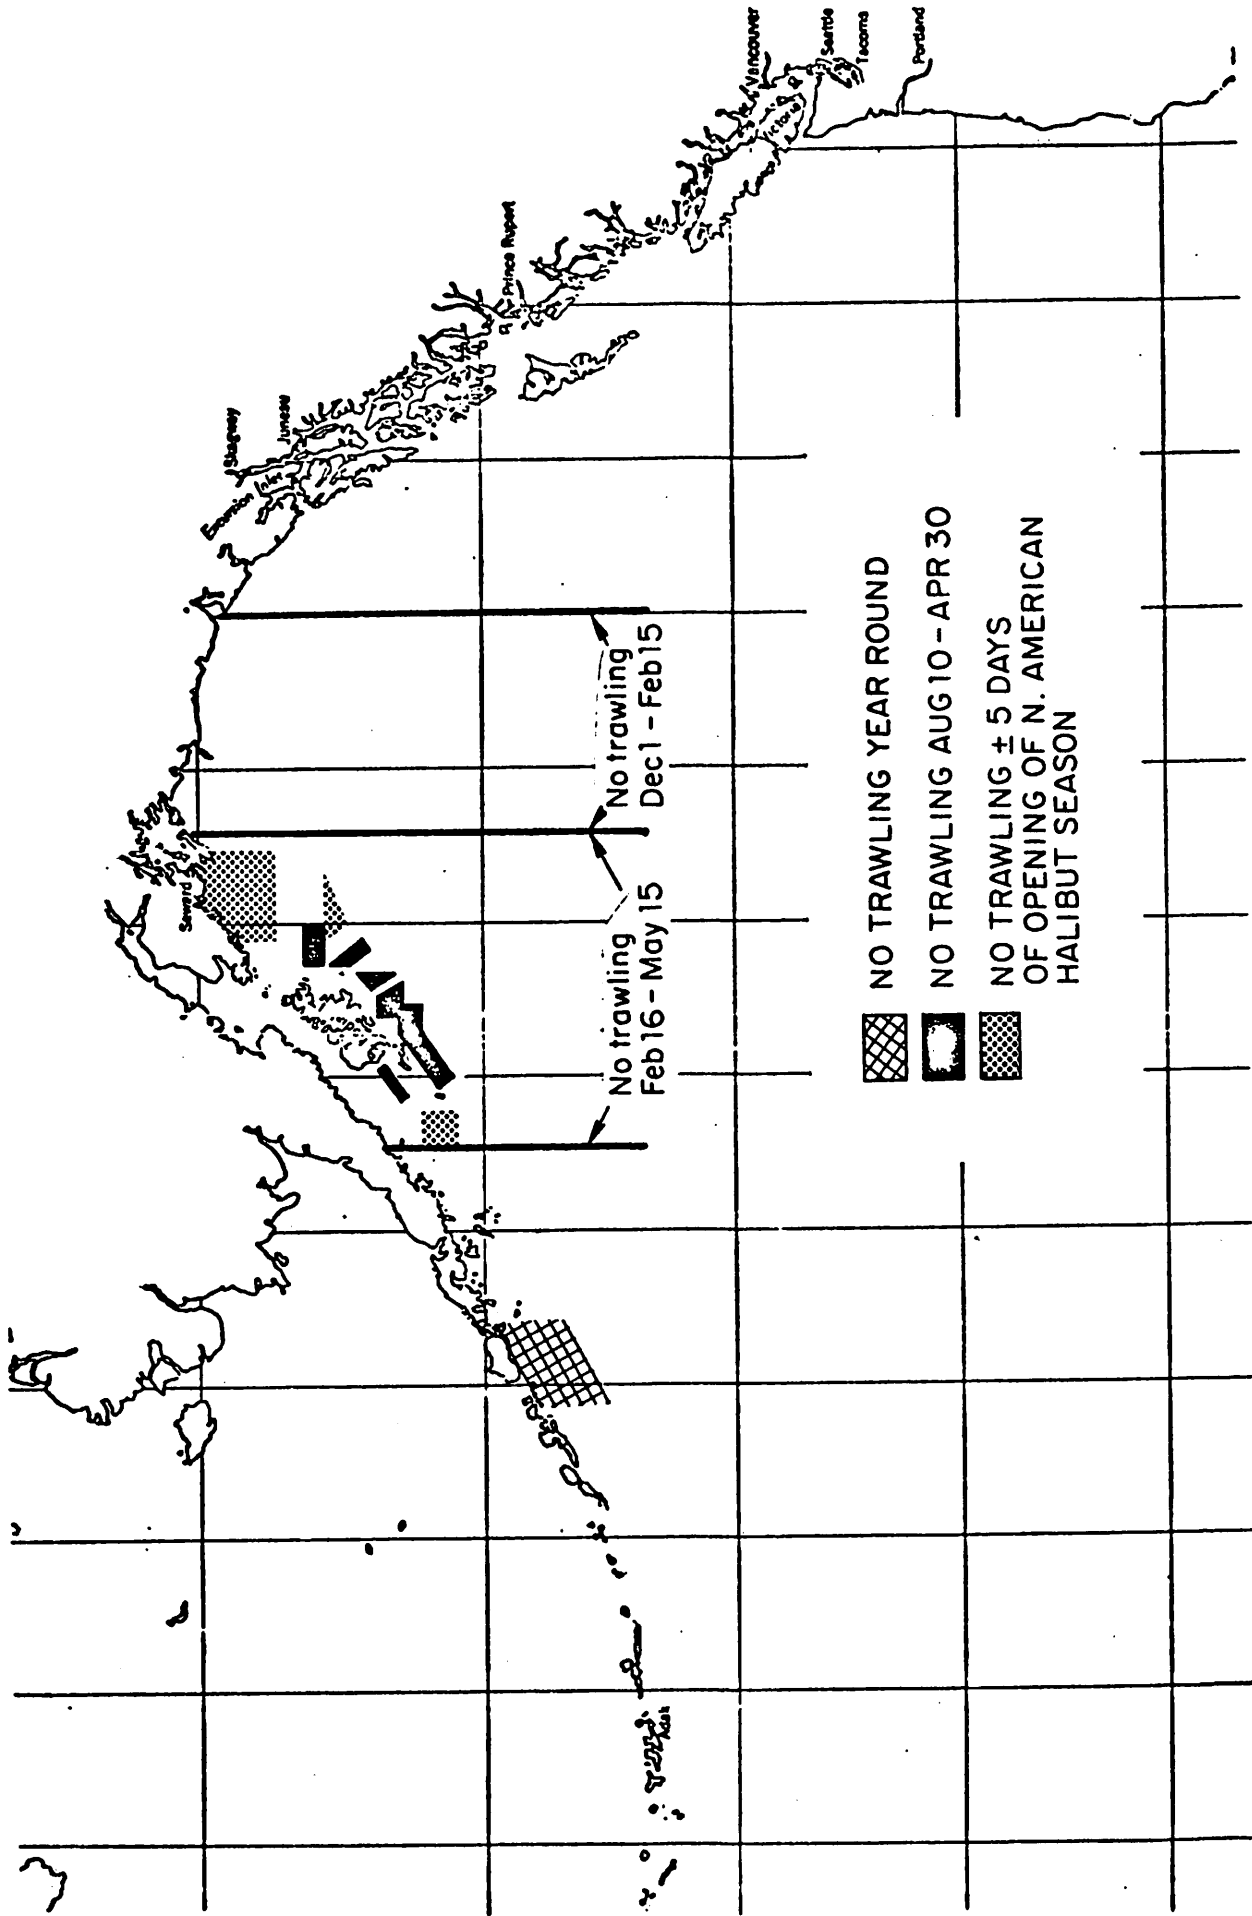 Skagway
Juneau
Prince Rupert
Vancouver
Victoria
Seattle
Tacoma
Portland
Seward
Adak
No trawling
Feb 16 - May 15
No trawling
Dec 1 - Feb 15
NO TRAWLING YEAR ROUND
NO TRAWLING AUG 10 - APR 30
NO TRAWLING ± 5 DAYS
OF OPENING OF N. AMERICAN
HALIBUT SEASON